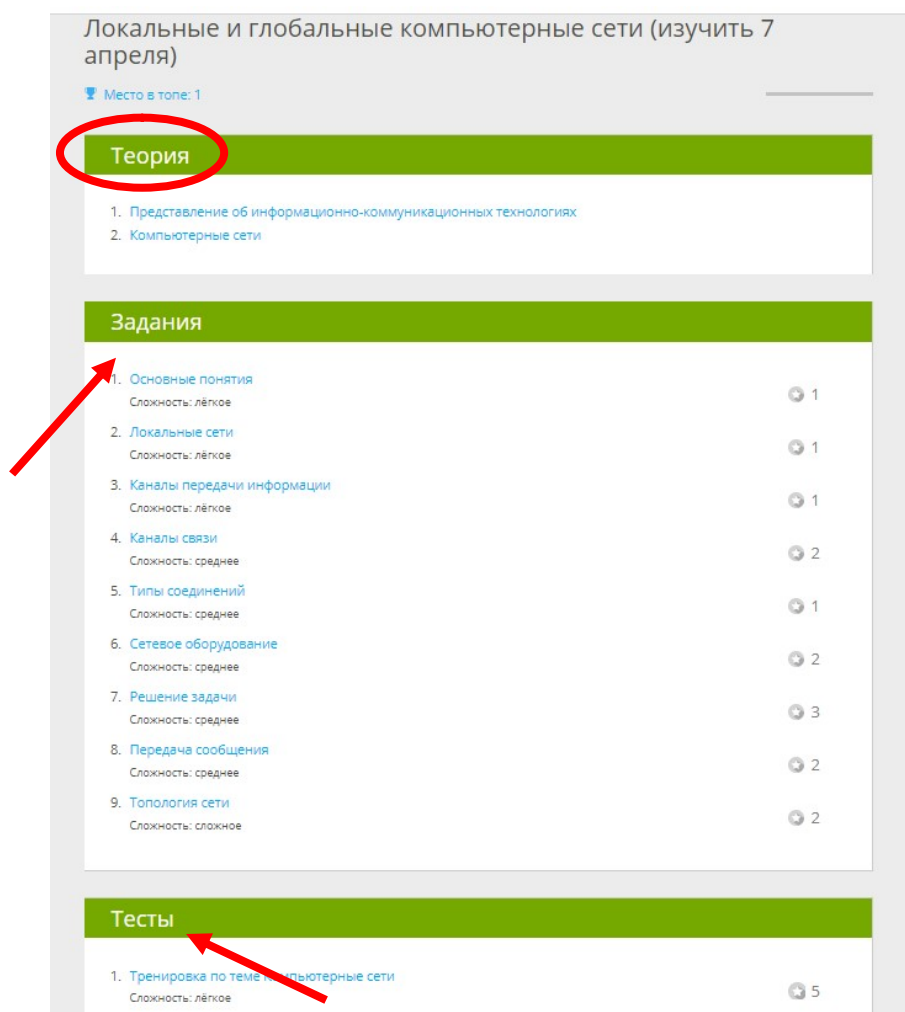 Локальные и глобальные компьютерные сети (изучить 7
апреля)
Место в топе: 1
Теория
1. Представление об информационно-коммуникационных технологиях
2. Компьютерные сети
Задания
1. Основные понятия
Сложность: лёгкое
1
2. Локальные сети
Сложность: лёгкое
1
3. Каналы передачи информации
Сложность: лёгкое
1
4. Каналы связи
Сложность: среднее
2
5. Типы соединений
Сложность: среднее
1
6. Сетевое оборудование
Сложность: среднее
2
7. Решение задачи
Сложность: среднее
3
8. Передача сообщения
Сложность: среднее
2
9. Топология сети
Сложность: сложное
2
Тесты
1. Тренировка по теме Компьютерные сети
Сложность: лёгкое
5